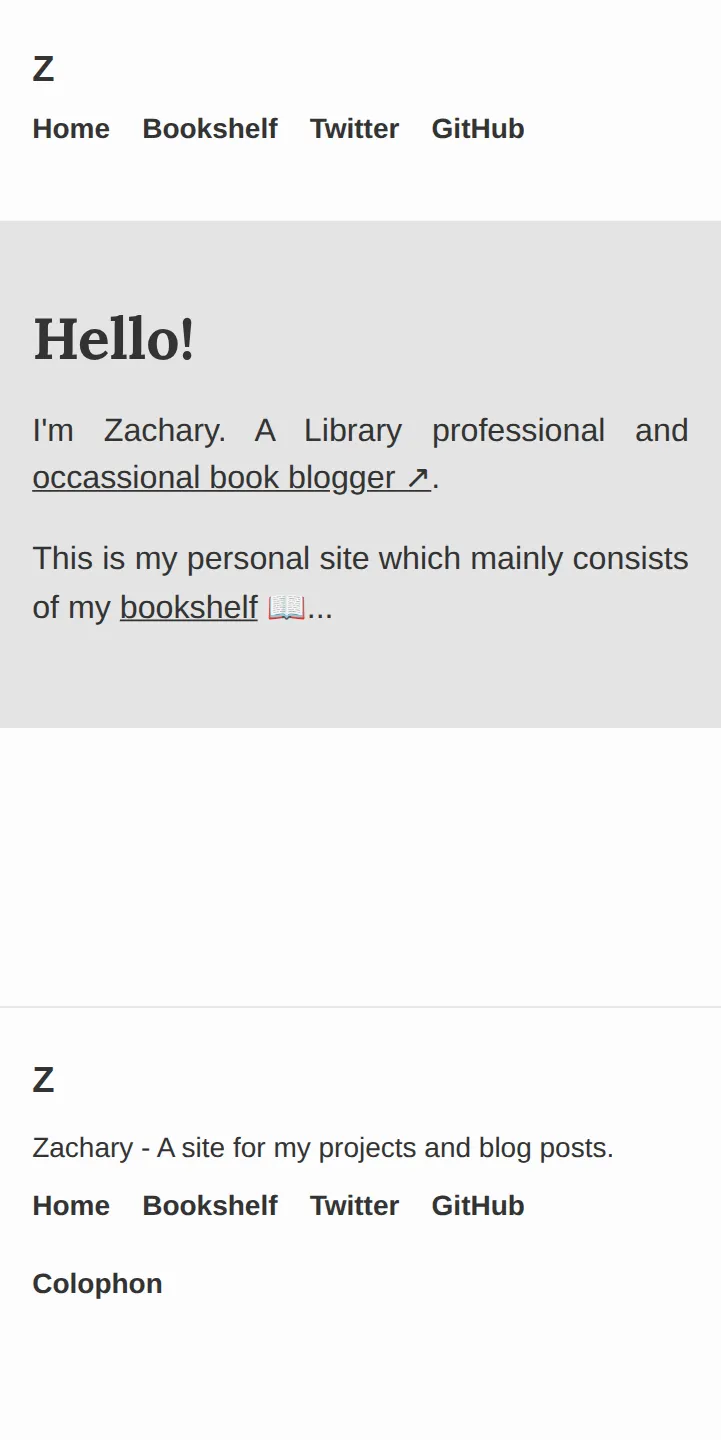 Z
Home Bookshelf Twitter GitHub
Hello!
I'm Zachary. A Library professional and
occassional book blogger ↗.
This is my personal site which mainly consists
of my bookshelf 📖...
Z
Zachary - A site for my projects and blog posts.
Home Bookshelf Twitter GitHub
Colophon